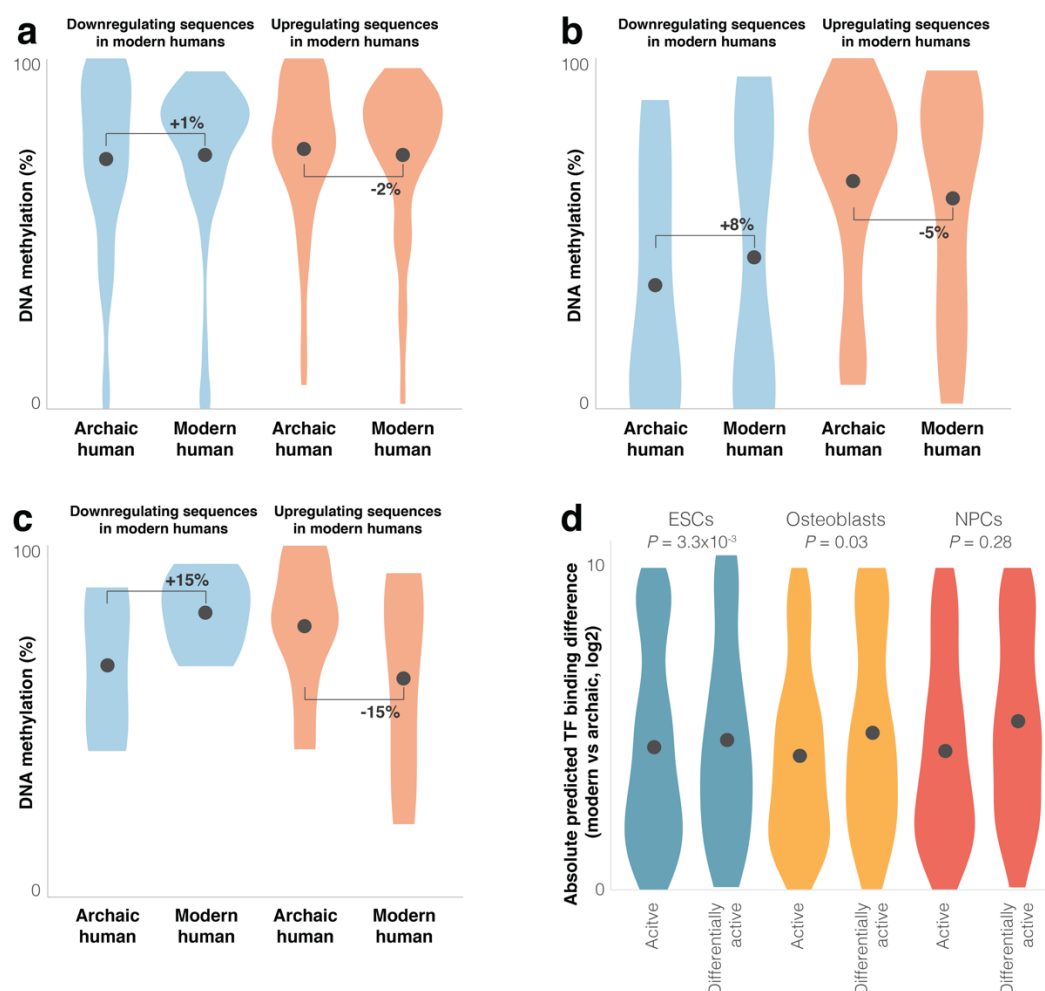 a
Downregulating sequences
in modern humans
Upregulating sequences
in modern humans
100
DNA methylation (%)
0
+1%
-2%
Archaic
human
Modern
human
Archaic
human
Modern
human
b
Downregulating sequences
in modern humans
Upregulating sequences
in modern humans
100
DNA methylation (%)
0
+8%
-5%
Archaic
human
Modern
human
Archaic
human
Modern
human
c
Downregulating sequences
in modern humans
Upregulating sequences
in modern humans
100
DNA methylation (%)
0
+15%
-15%
Archaic
human
Modern
human
Archaic
human
Modern
human
d
ESCs
P = 3.3x10⁻³
Osteoblasts
P = 0.03
NPCs
P = 0.28
Absolute predicted TF binding difference
(modern vs archaic, log2)
10
0
Acitve
Differentially
active
Active
Differentially
active
Active
Differentially
active